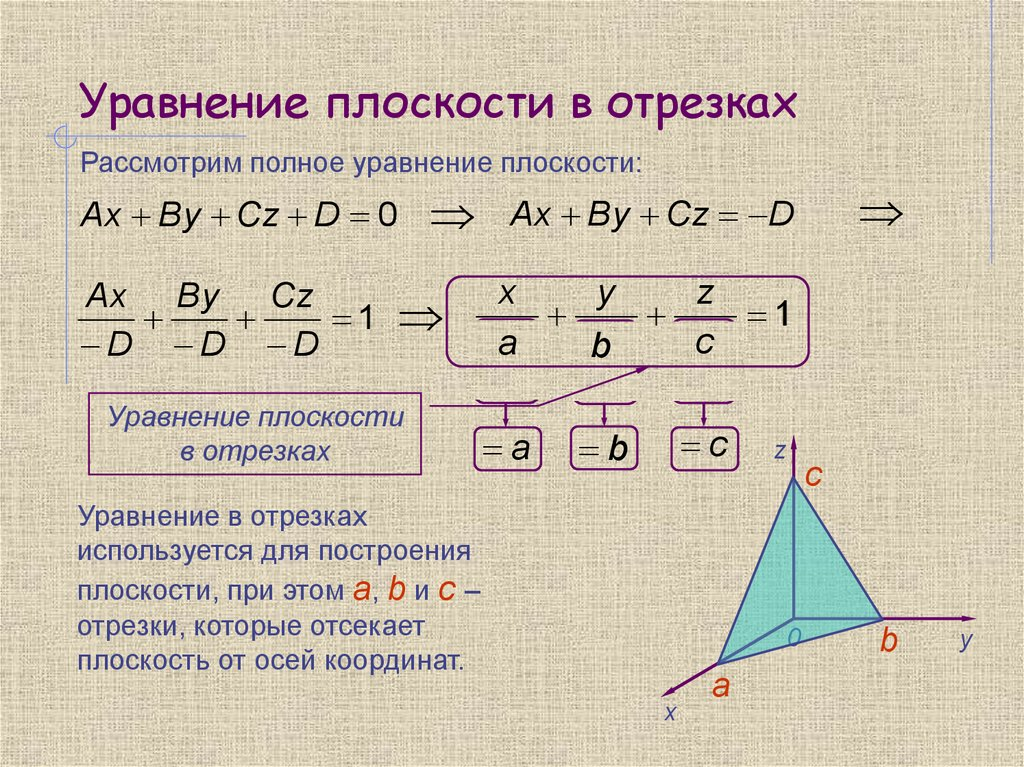 Уравнение плоскости в отрезках
Рассмотрим полное уравнение плоскости:
Ax + By + Cz + D = 0 ⇒ Ax + By + Cz = −D ⇒
Ax/−D + By/−D + Cz/−D = 1 ⇒ x/a + y/b + z/c = 1
Уравнение плоскости
в отрезках
= a = b = c
Уравнение в отрезках
используется для построения
плоскости, при этом a, b и c –
отрезки, которые отсекает
плоскость от осей координат.
z
c
0
b
y
a
x